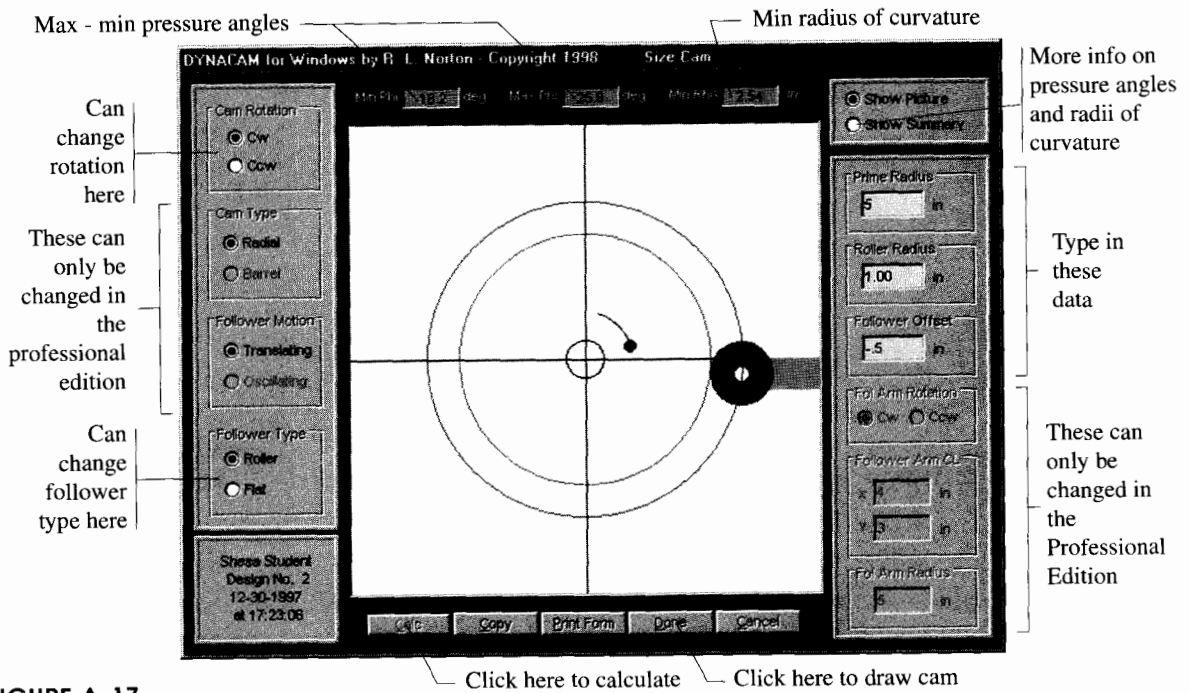 Max - min pressure angles
Min radius of curvature
DYNACAM for Windows by R. L. Norton - Copyright 1998
Size Cam
More info on
pressure angles
and radii of
curvature
Can
change
rotation
here
Cam Rotation
Cw
Ccw
Min Phi
deg
Max Phi
deg
Min Rho
in
Show Picture
Show Summary
These can
only be
changed in
the
professional
edition
Cam Type
Radial
Barrel
Follower Motion
Translating
Oscillating
Prime Radius
5 in
Roller Radius
1.00 in
Follower Offset
-.5 in
Type in
these
data
Can
change
follower
type here
Follower Type
Roller
Flat
Fol Arm Rotation
Cw Ccw
Follower Arm CL
X 4 in
Y 3 in
Fol Arm Radius
5 in
These can
only be
changed in
the
Professional
Edition
Student
Design No. 2
12-30-1997
at 17:23:06
Calc Copy Print Form Done Cancel
Click here to calculate
Click here to draw cam